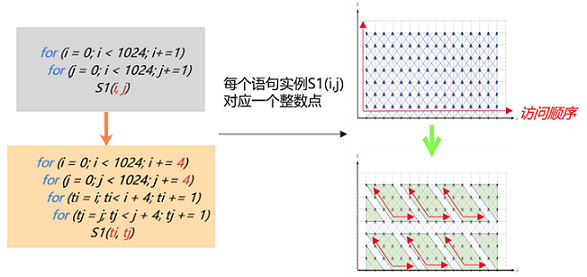 for (i = 0; i < 1024; i+=1)
for (j = 0; i < 1024; j+=1)
S1(i, j)
每个语句实例S1(i,j)
对应一个整数点
访问顺序
for (i = 0; i < 1024; i += 4)
for (j = 0; j < 1024; j += 4)
for (ti = i; ti< i + 4; ti += 1)
for (tj = j; tj < j + 4; tj += 1)
S1(ti, tj)